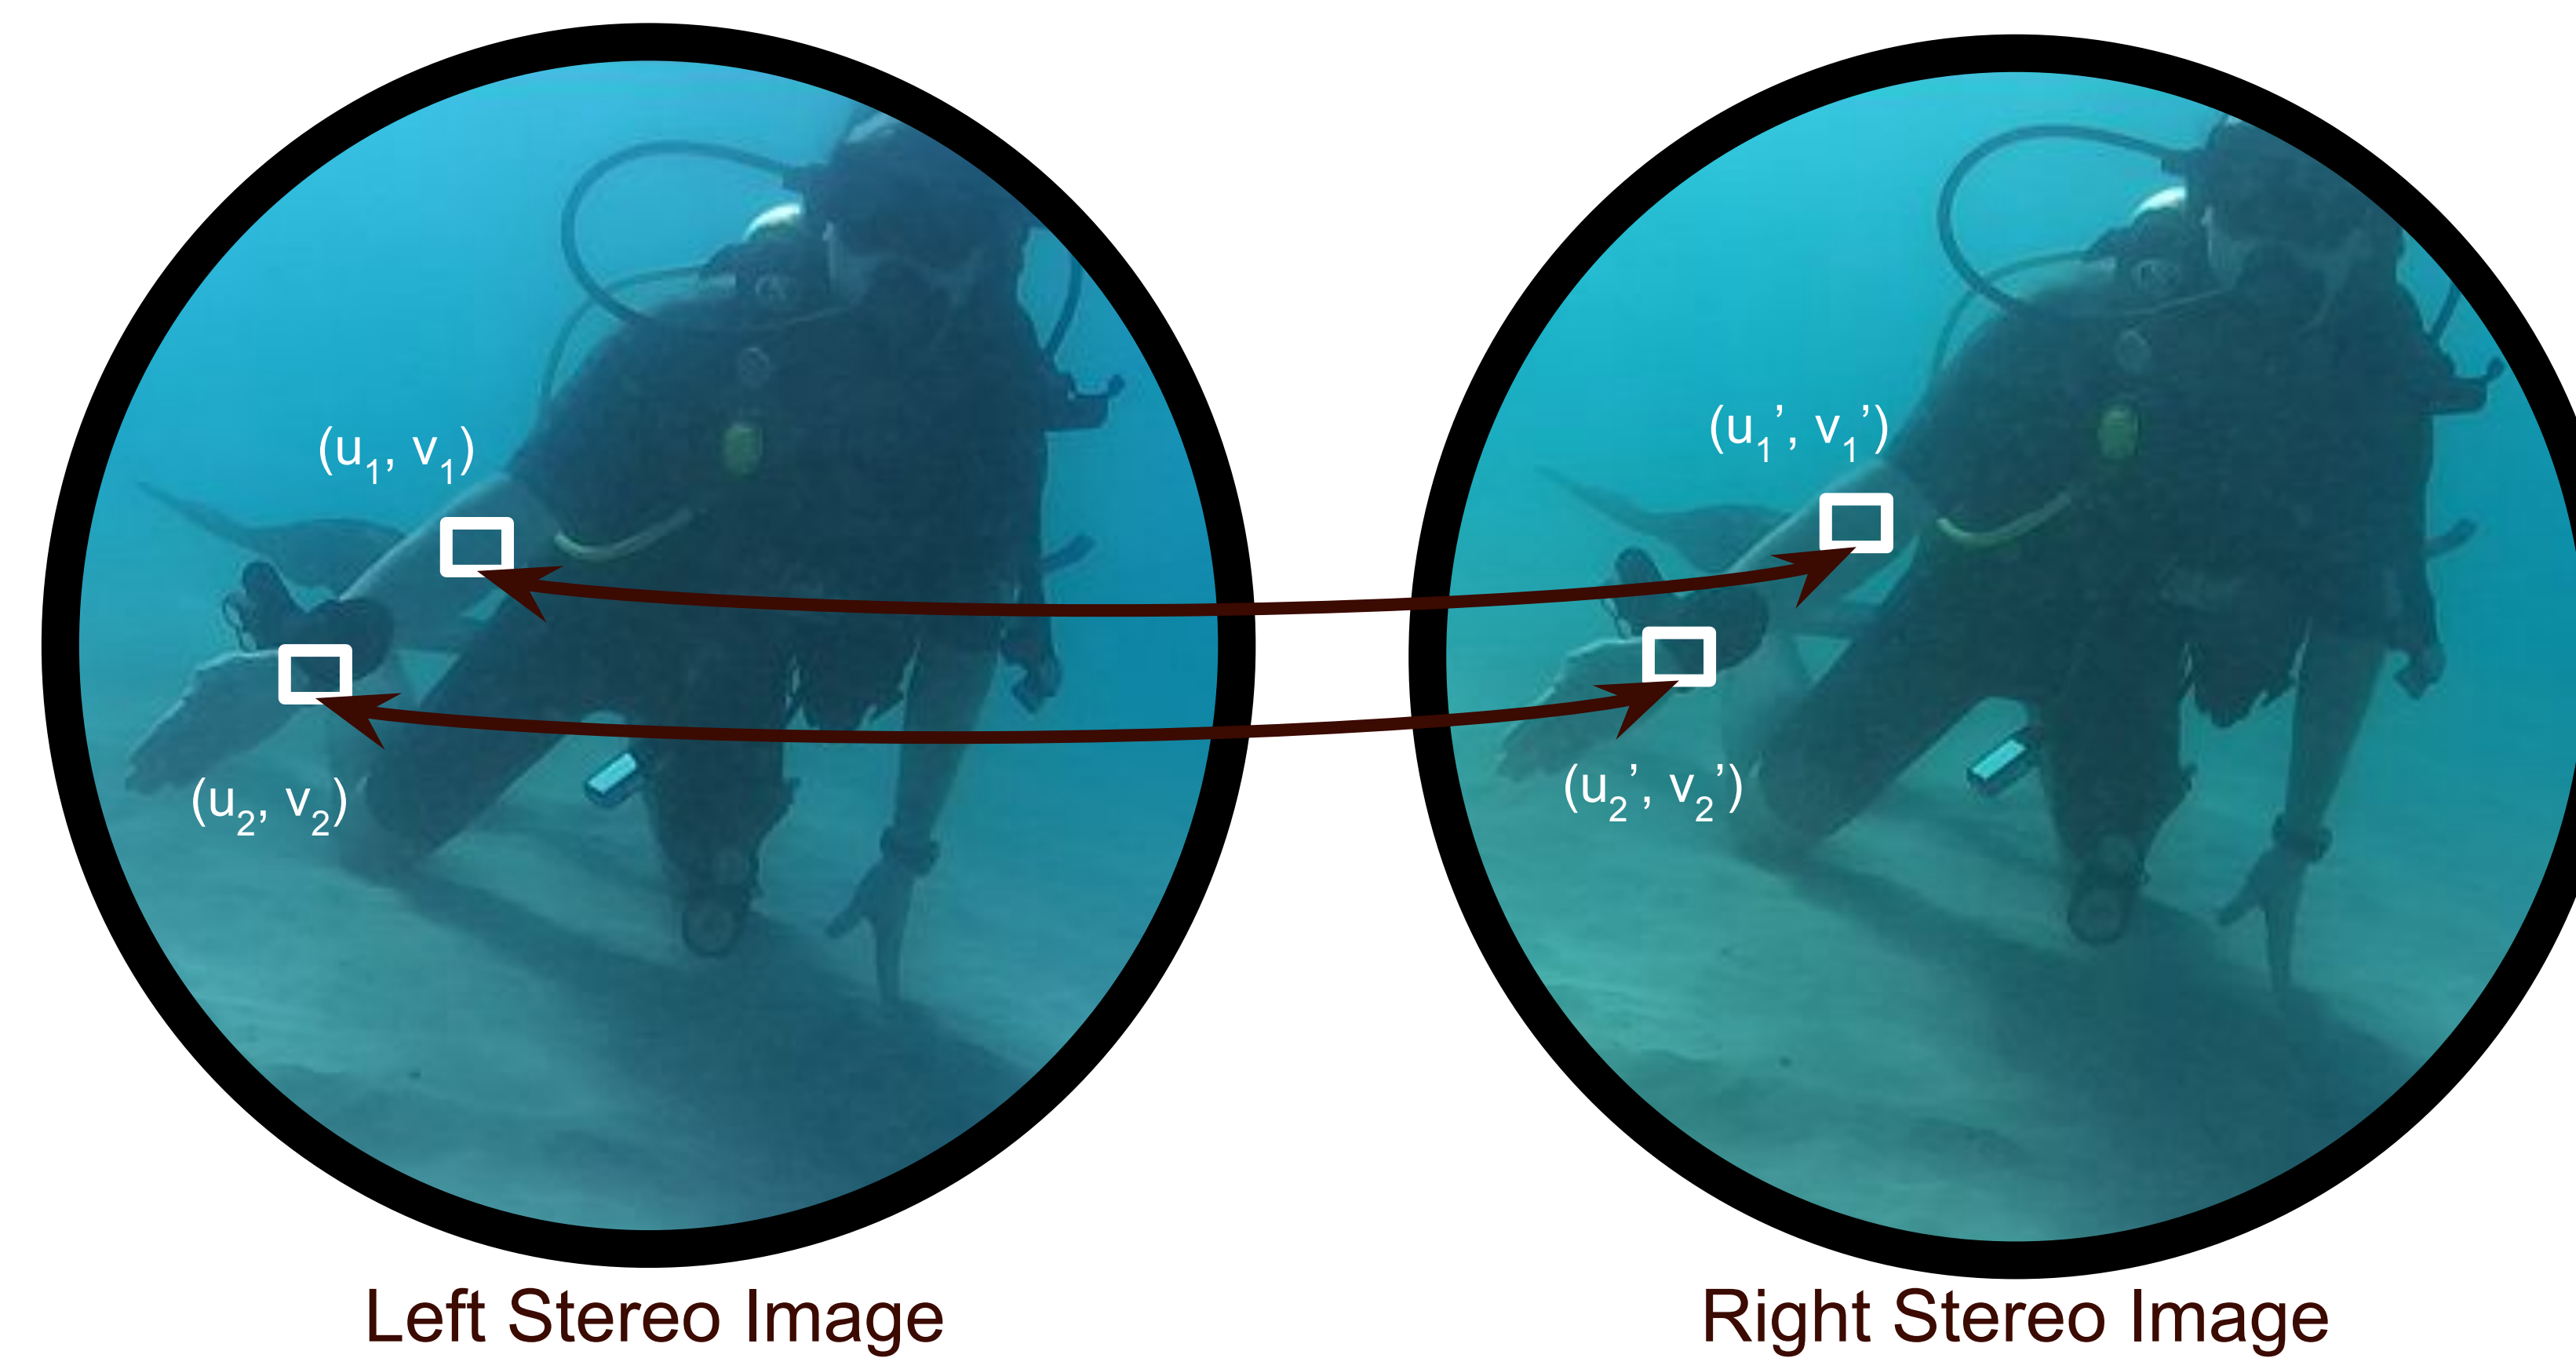 (u₁, v₁)
(u₂, v₂)
(u₁’, v₁’)
(u₂’, v₂’)
Left Stereo Image
Right Stereo Image